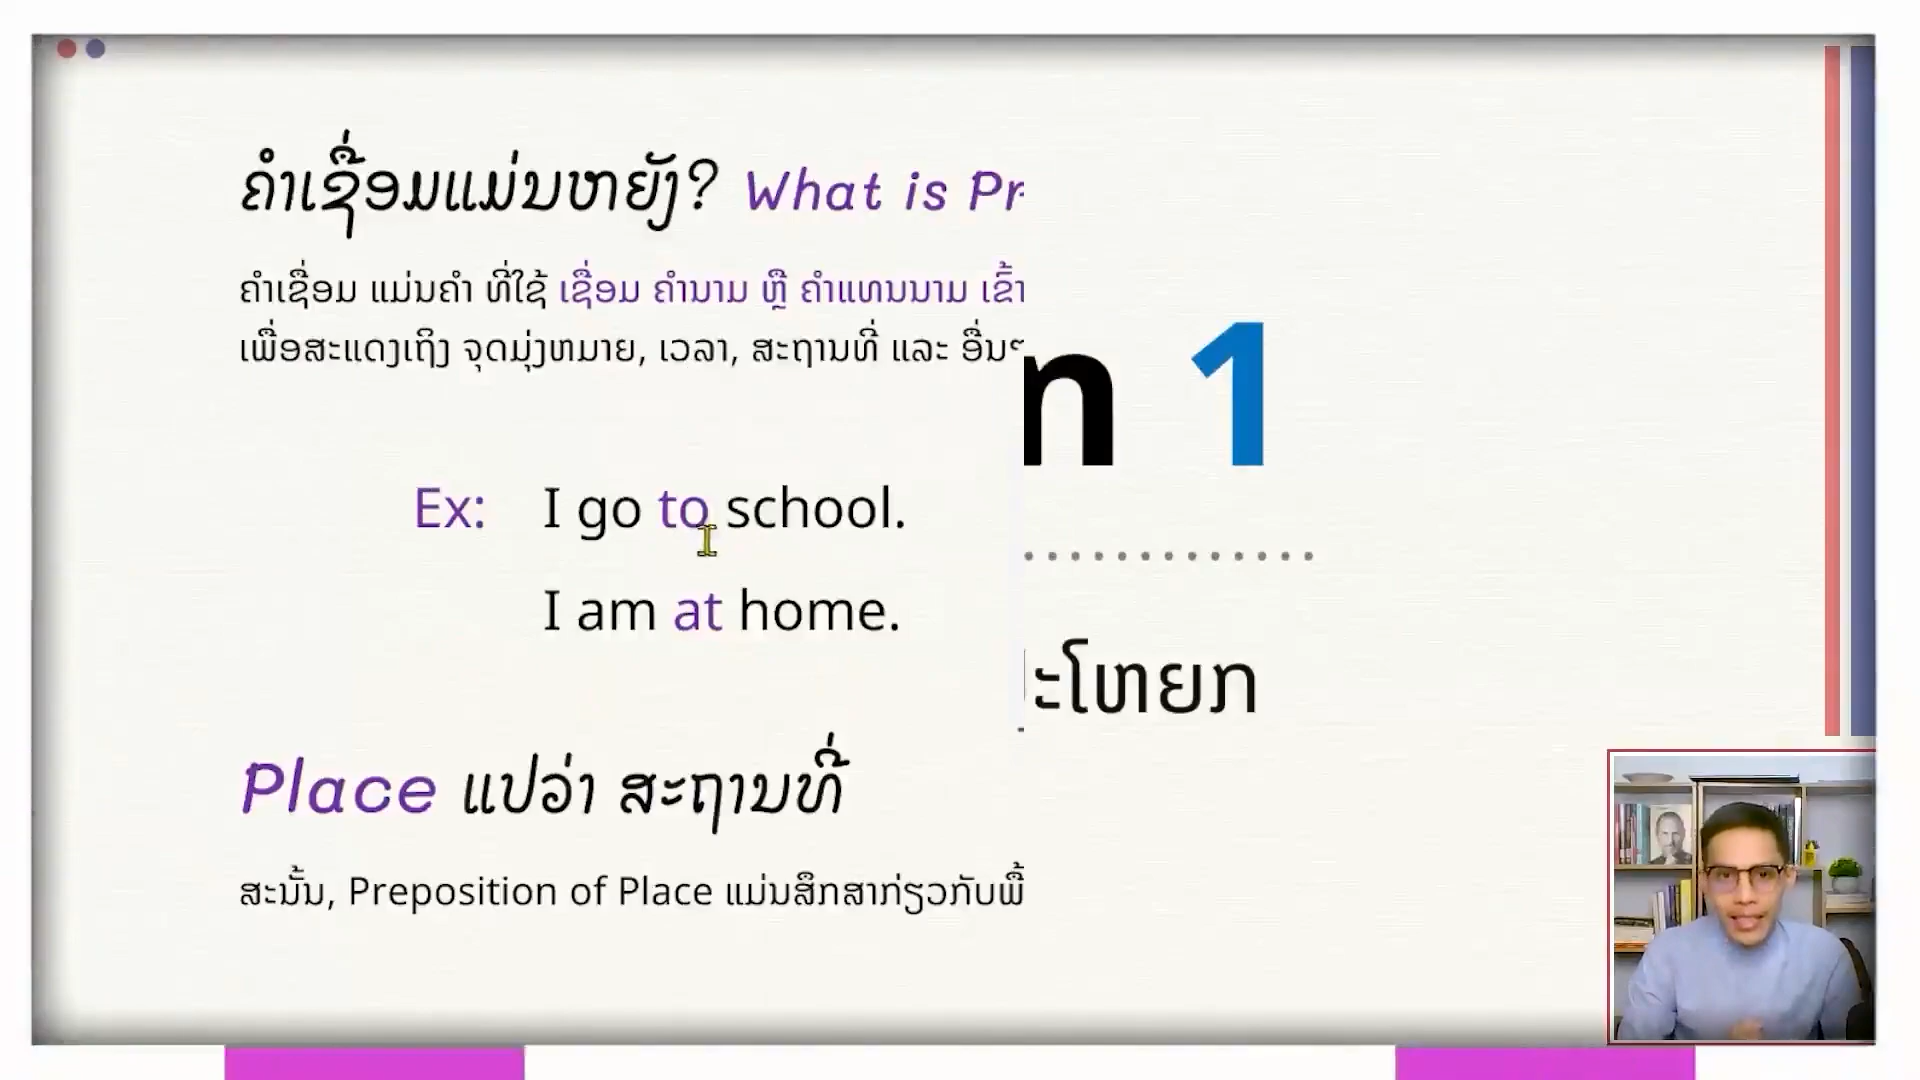 ຄຳເຊື່ອມແມ່ນຫຍັງ? What is Pr
ຄຳເຊື່ອມ ແມ່ນຄຳ ທີ່ໃຊ້ ເຊື່ອມ ຄຳນາມ ຫຼື ຄຳແທນນາມ ເຂົ້າ
ເພື່ອສະແດງເຖິງ ຈຸດມຸ່ງຫມາຍ, ເວລາ, ສະຖານທີ່ ແລະ ອື່ນໆ
n 1
Ex: I go to school.
I am at home.
ະໂຫຍກ
Place ແປວ່າ ສະຖານທີ່
ສະນັ້ນ, Preposition of Place ແມ່ນສຶກສາກ່ຽວກັບພື້